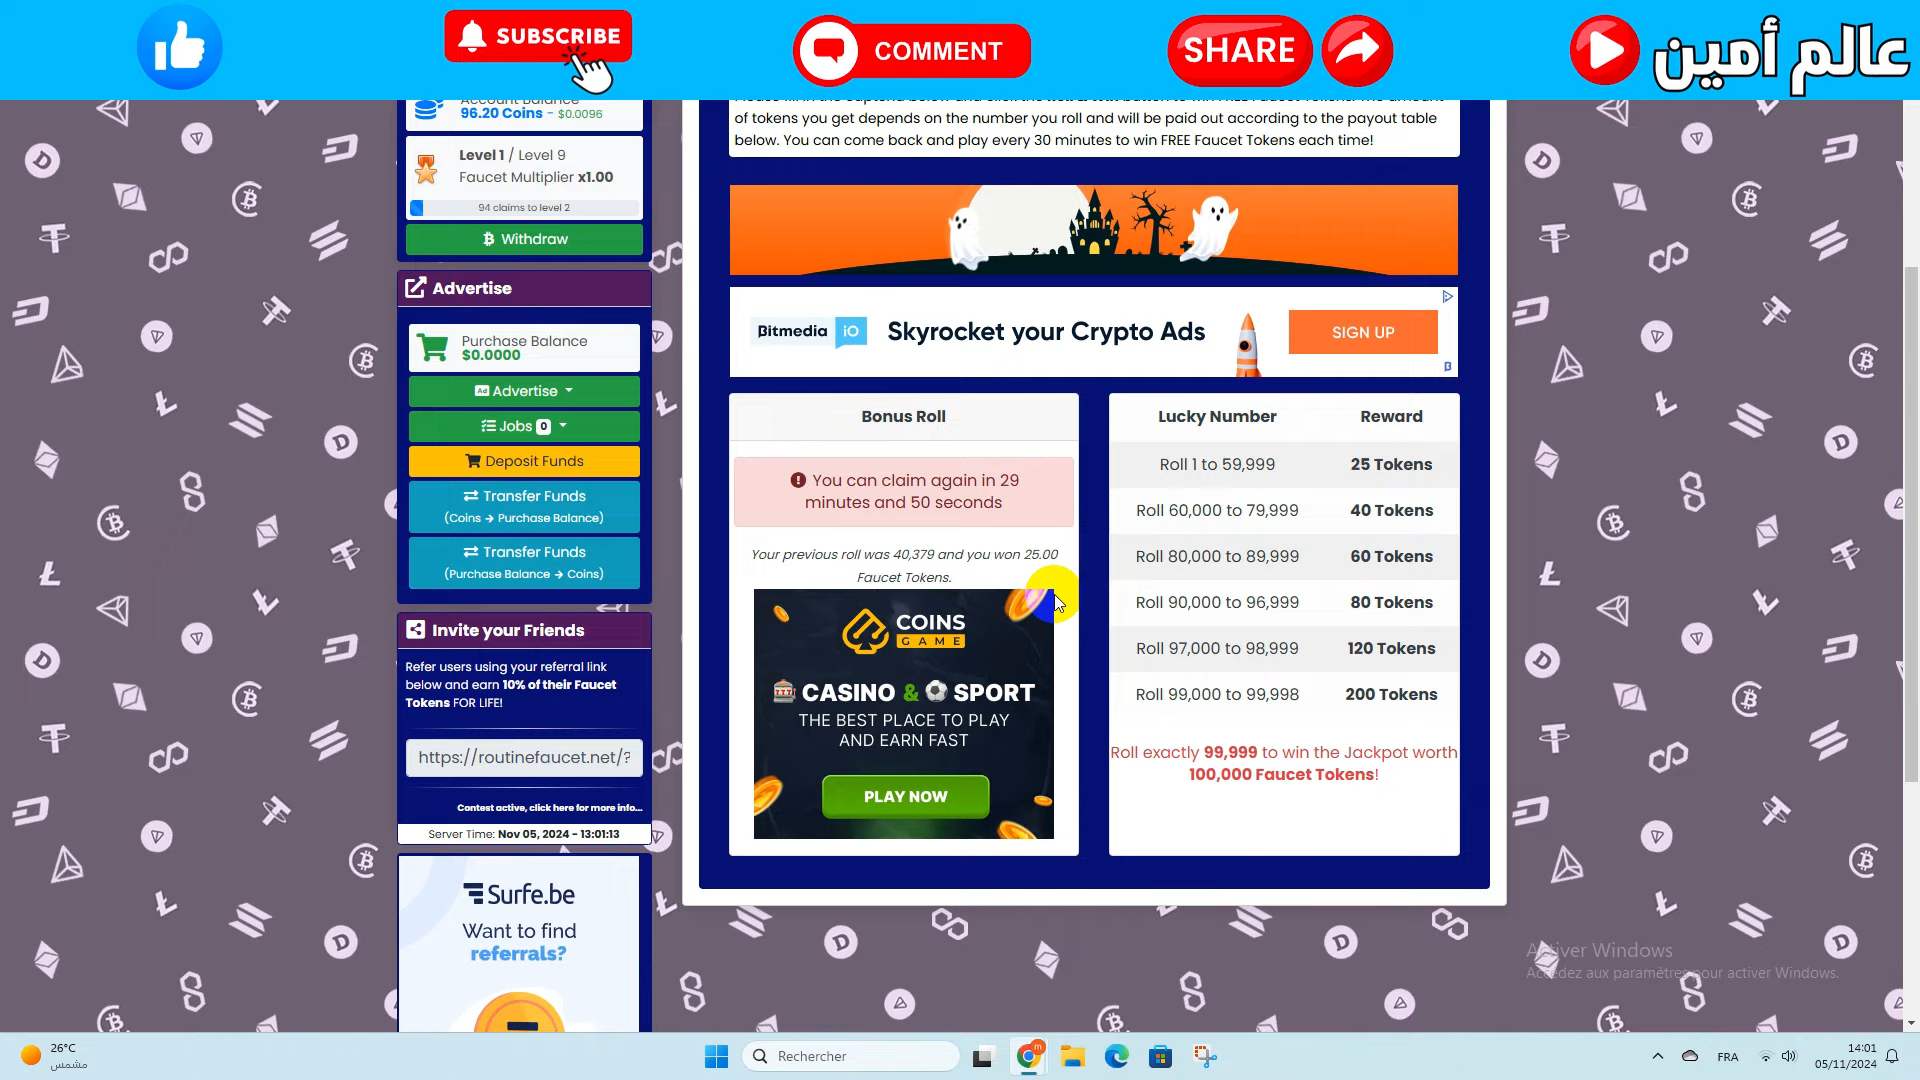 SUBSCRIBE
COMMENT
SHARE
عالم أمين
Account Balance
96.20 Coins ~ $0.0096
Level 1 / Level 9
Faucet Multiplier x1.00
94 claims to level 2
Withdraw
Advertise
Purchase Balance
$0.0000
Ad Advertise
Jobs 0
Deposit Funds
Transfer Funds
(Coins → Purchase Balance)
Transfer Funds
(Purchase Balance → Coins)
Invite your Friends
Refer users using your referral link
below and earn 10% of their Faucet
Tokens FOR LIFE!
https://routinefaucet.net/?
Contest active, click here for more info...
Server Time: Nov 05, 2024 - 13:01:13
Surfe.be
Want to find
referrals?
of tokens you get depends on the number you roll and will be paid out according to the payout table
below. You can come back and play every 30 minutes to win FREE Faucet Tokens each time!
Bitmedia iO
Skyrocket your Crypto Ads
SIGN UP
Bonus Roll
You can claim again in 29
minutes and 50 seconds
Your previous roll was 40,379 and you won 25.00
Faucet Tokens.
COINS
GAME
CASINO & SPORT
THE BEST PLACE TO PLAY
AND EARN FAST
PLAY NOW
Lucky Number Reward
Roll 1 to 59,999 25 Tokens
Roll 60,000 to 79,999 40 Tokens
Roll 80,000 to 89,999 60 Tokens
Roll 90,000 to 96,999 80 Tokens
Roll 97,000 to 98,999 120 Tokens
Roll 99,000 to 99,998 200 Tokens
Roll exactly 99,999 to win the Jackpot worth
100,000 Faucet Tokens!
Activer Windows
Accédez aux paramètres pour activer Windows.
26°C
مشمس
Rechercher
FRA
14:01
05/11/2024